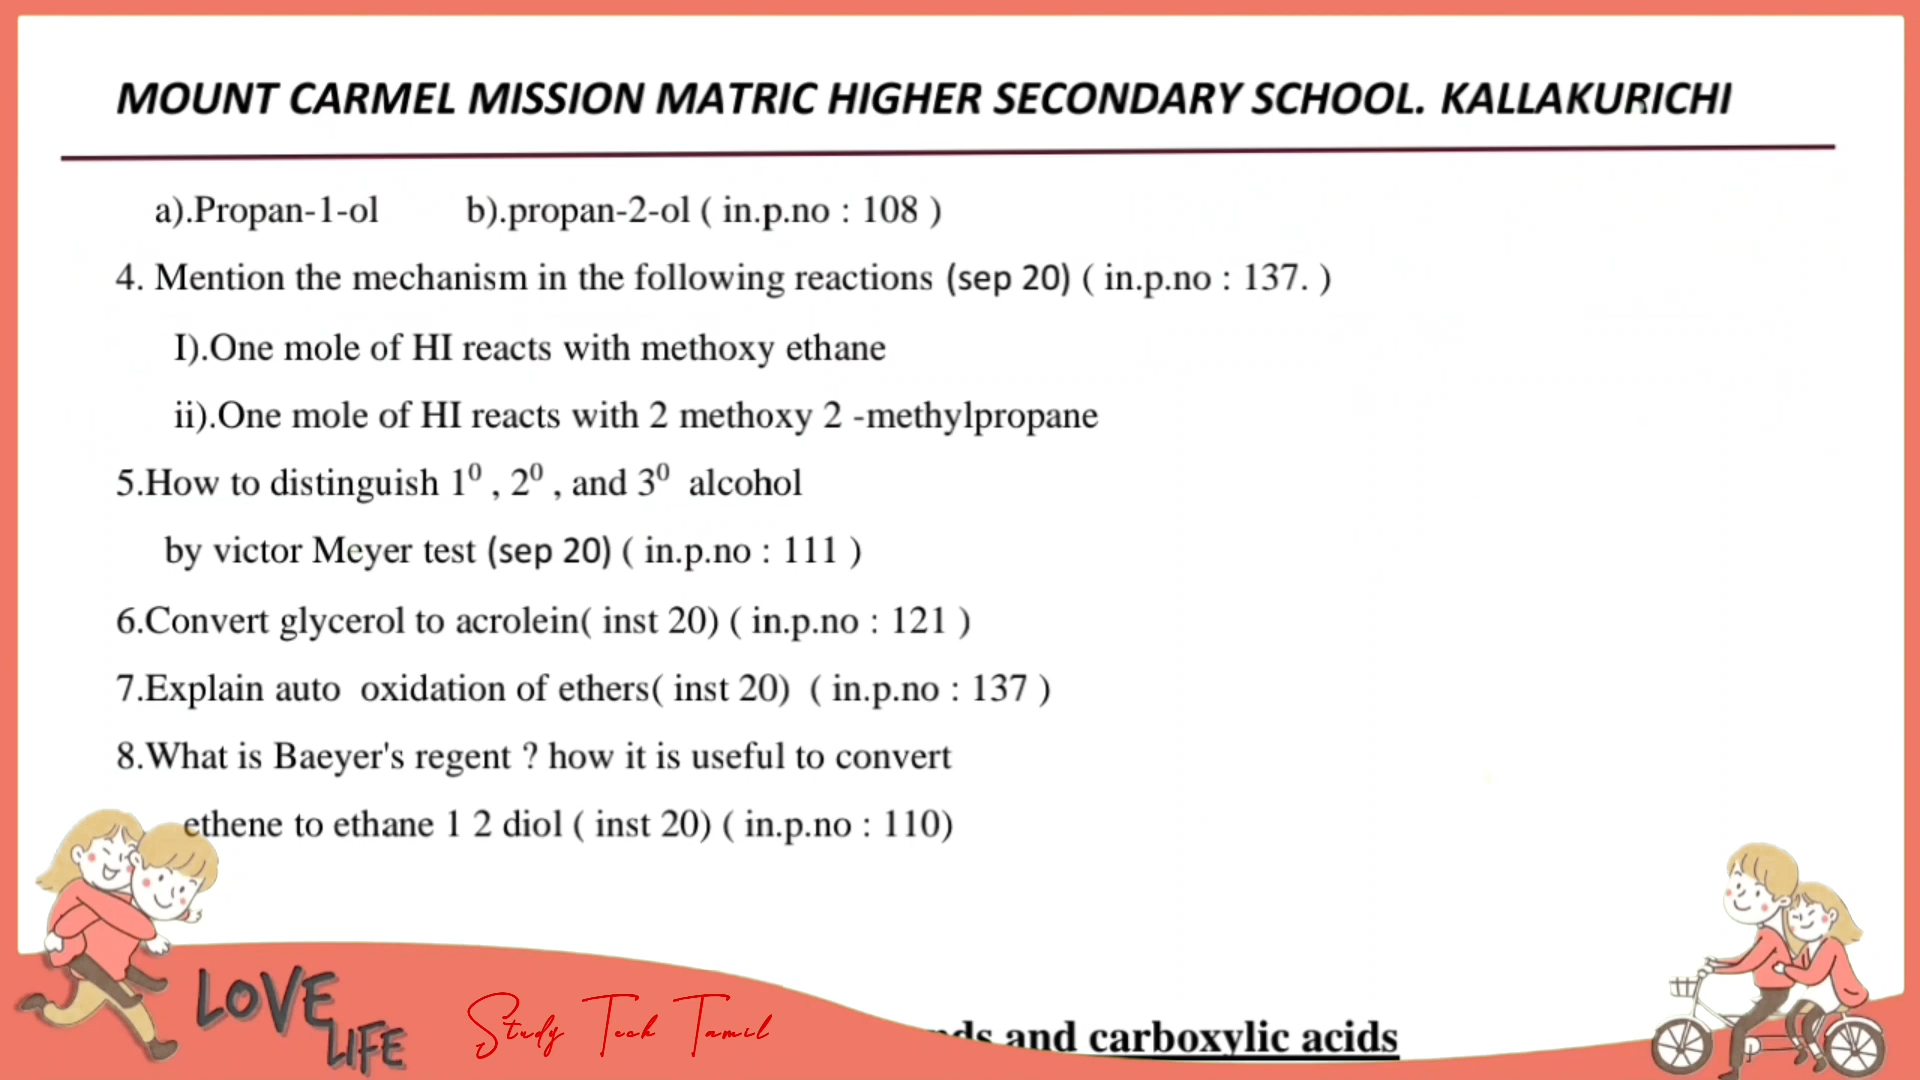 MOUNT CARMEL MISSION MATRIC HIGHER SECONDARY SCHOOL. KALLAKURICHI
a).Propan-1-ol b).propan-2-ol ( in.p.no : 108 )
4. Mention the mechanism in the following reactions (sep 20) ( in.p.no : 137. )
I).One mole of HI reacts with methoxy ethane
ii).One mole of HI reacts with 2 methoxy 2 -methylpropane
5.How to distinguish 1⁰ , 2⁰ , and 3⁰ alcohol
by victor Meyer test (sep 20) ( in.p.no : 111 )
6.Convert glycerol to acrolein( inst 20) ( in.p.no : 121 )
7.Explain auto oxidation of ethers( inst 20) ( in.p.no : 137 )
8.What is Baeyer's regent ? how it is useful to convert
ethene to ethane 1 2 diol ( inst 20) ( in.p.no : 110)
and carboxylic acids
LOVE
LIFE
Study Tech Tamil